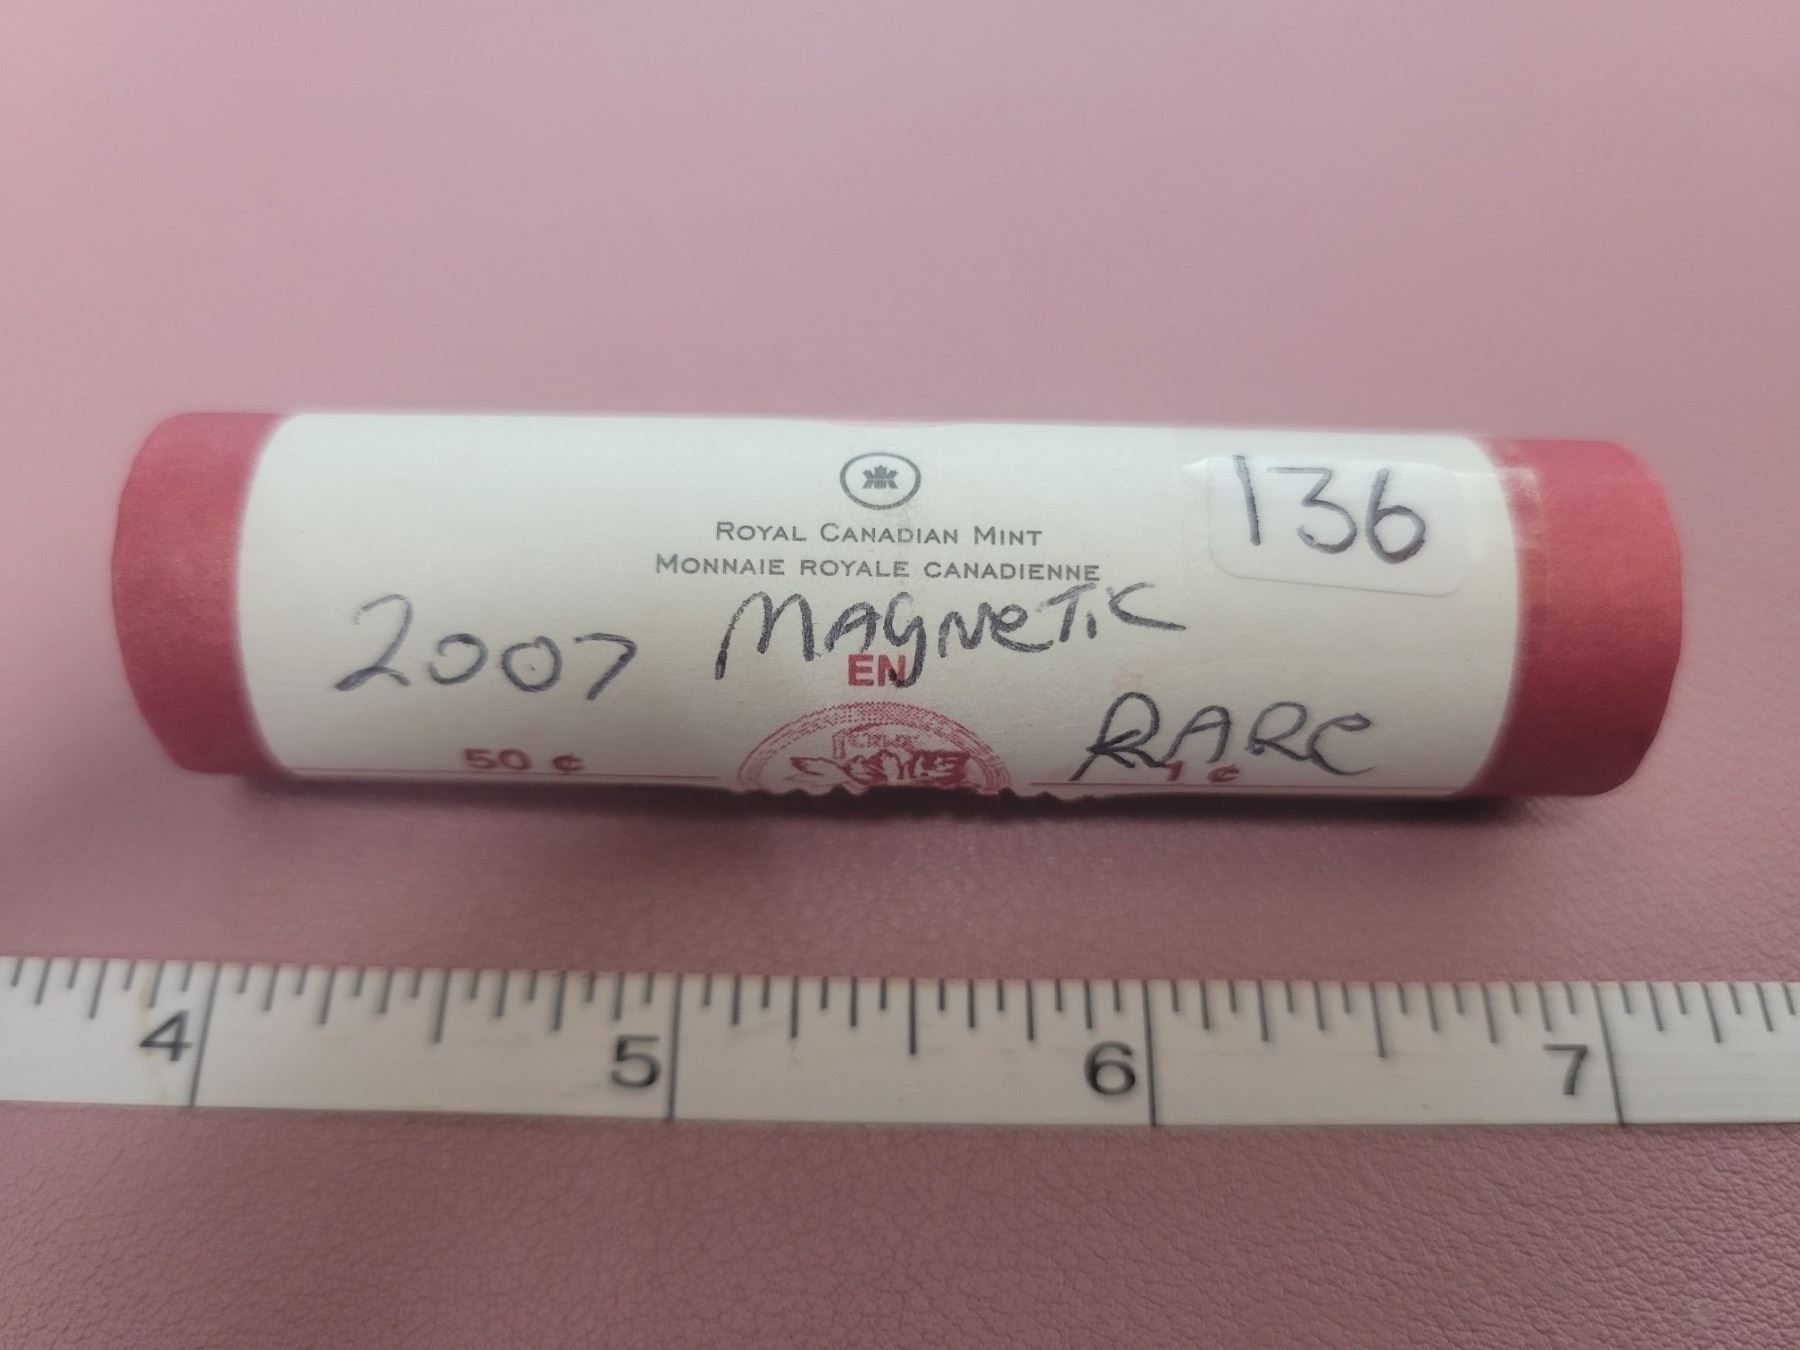 136
ROYAL CANADIAN MINT
MONNAIE ROYALE CANADIENNE
2007 MAGNETIC
EN
RARE
50 ¢
1 ¢
4 5 6 7